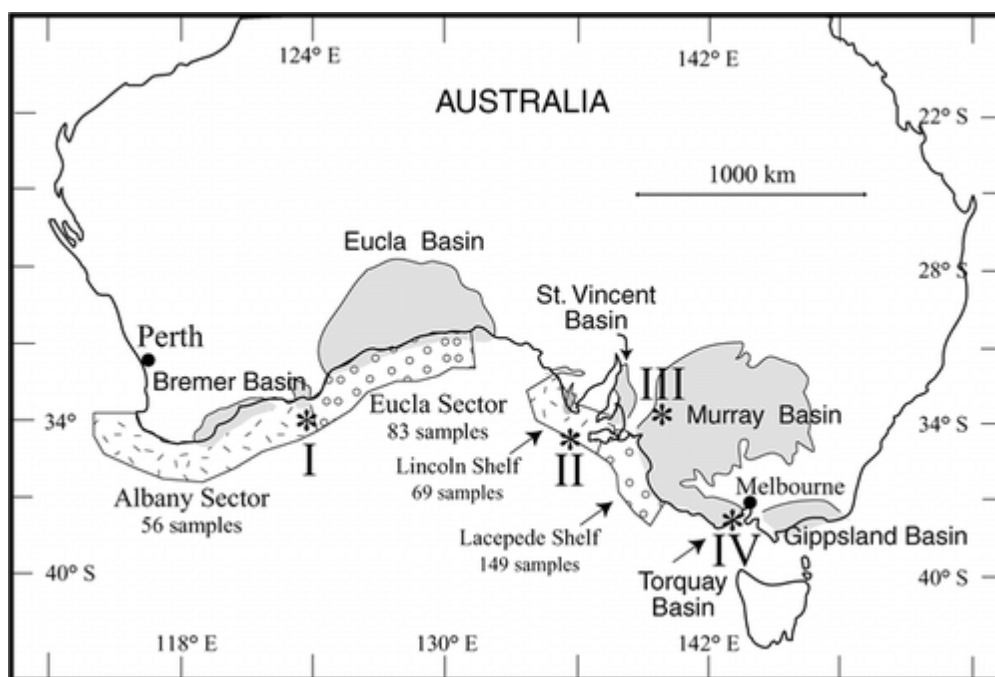 124° E
142° E
AUSTRALIA
22° S
1000 km
Eucla Basin
28° S
St. Vincent
Basin
Perth
Bremer Basin
III
34° S
Eucla Sector
83 samples
Murray Basin
34° S
I
Lincoln Shelf
69 samples
II
Albany Sector
56 samples
Melbourne
Lacepede Shelf
149 samples
IV
Gippsland Basin
40° S
Torquay
Basin
40° S
118° E
130° E
142° E